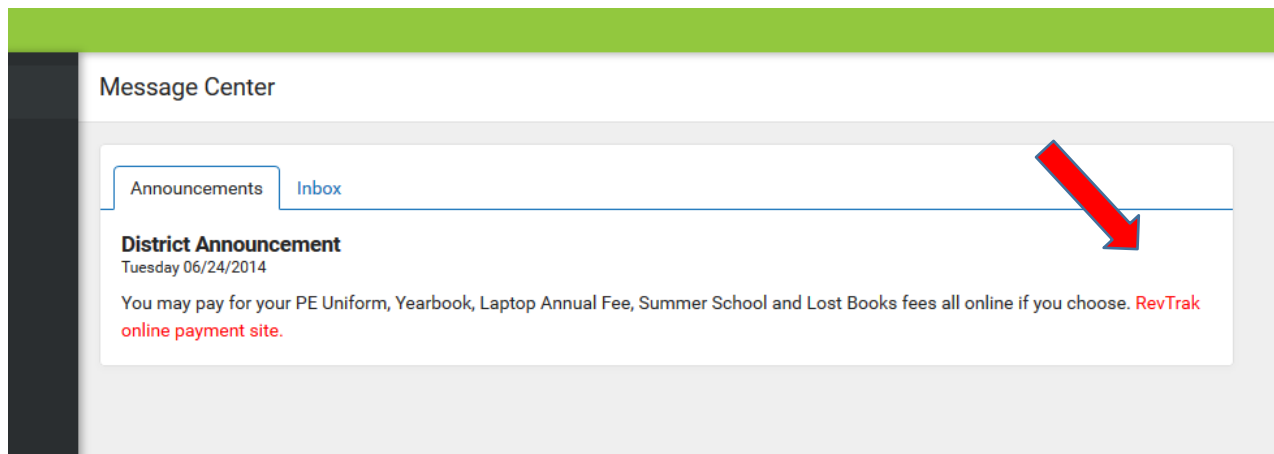 Message Center
Announcements
Inbox
District Announcement
Tuesday 06/24/2014
You may pay for your PE Uniform, Yearbook, Laptop Annual Fee, Summer School and Lost Books fees all online if you choose. RevTrak
online payment site.